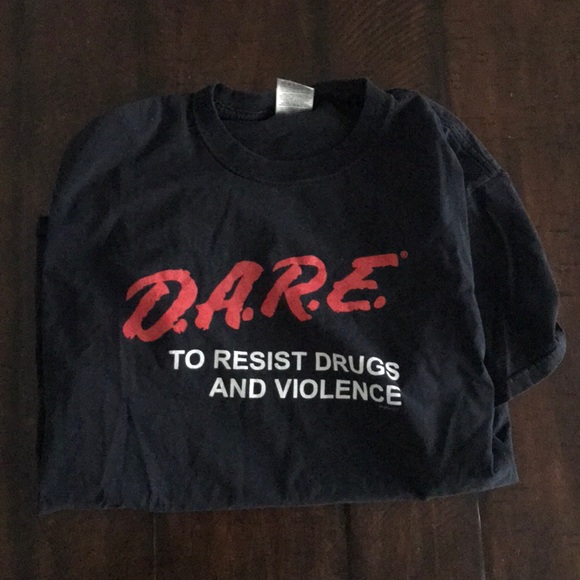 D.A.R.E.®
TO RESIST DRUGS
AND VIOLENCE